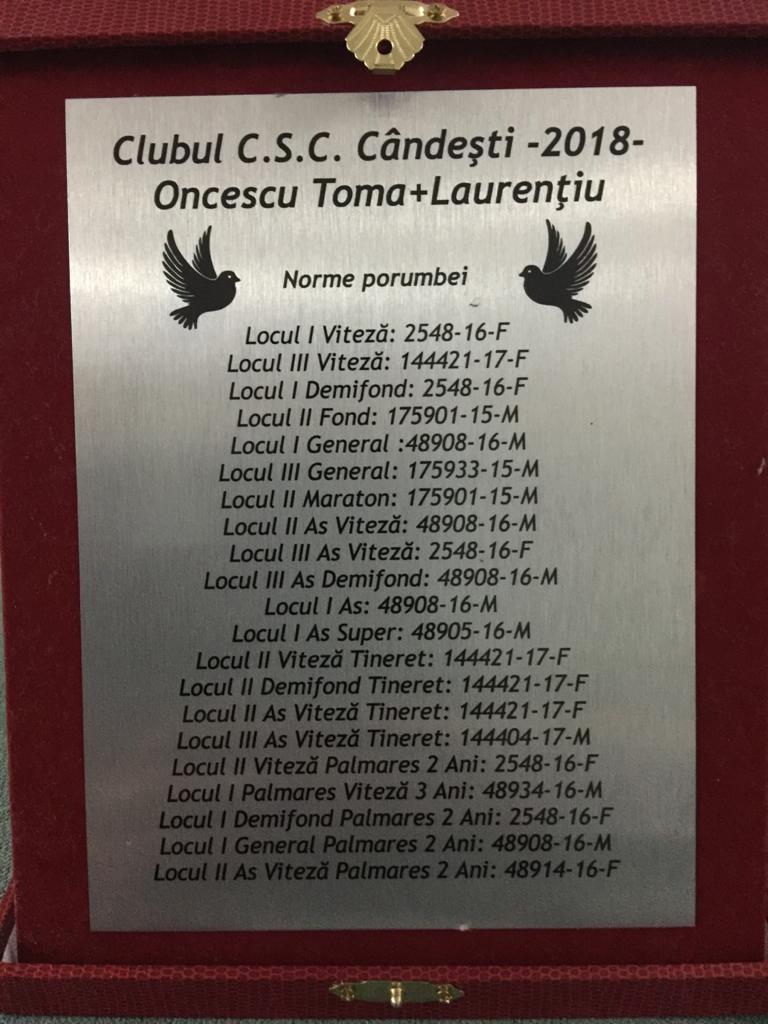 Clubul C.S.C. Cândeşti -2018-
Oncescu Toma+Laurenţiu
Norme porumbei
Locul I Viteză: 2548-16-F
Locul III Viteză: 144421-17-F
Locul I Demifond: 2548-16-F
Locul II Fond: 175901-15-M
Locul I General :48908-16-M
Locul III General: 175933-15-M
Locul II Maraton: 175901-15-M
Locul II As Viteză: 48908-16-M
Locul III As Viteză: 2548-16-F
Locul III As Demifond: 48908-16-M
Locul I As: 48908-16-M
Locul I As Super: 48905-16-M
Locul II Viteză Tineret: 144421-17-F
Locul II Demifond Tineret: 144421-17-F
Locul II As Viteză Tineret: 144421-17-F
Locul III As Viteză Tineret: 144404-17-M
Locul II Viteză Palmares 2 Ani: 2548-16-F
Locul I Palmares Viteză 3 Ani: 48934-16-M
Locul I Demifond Palmares 2 Ani: 2548-16-F
Locul I General Palmares 2 Ani: 48908-16-M
Locul II As Viteză Palmares 2 Ani: 48914-16-F